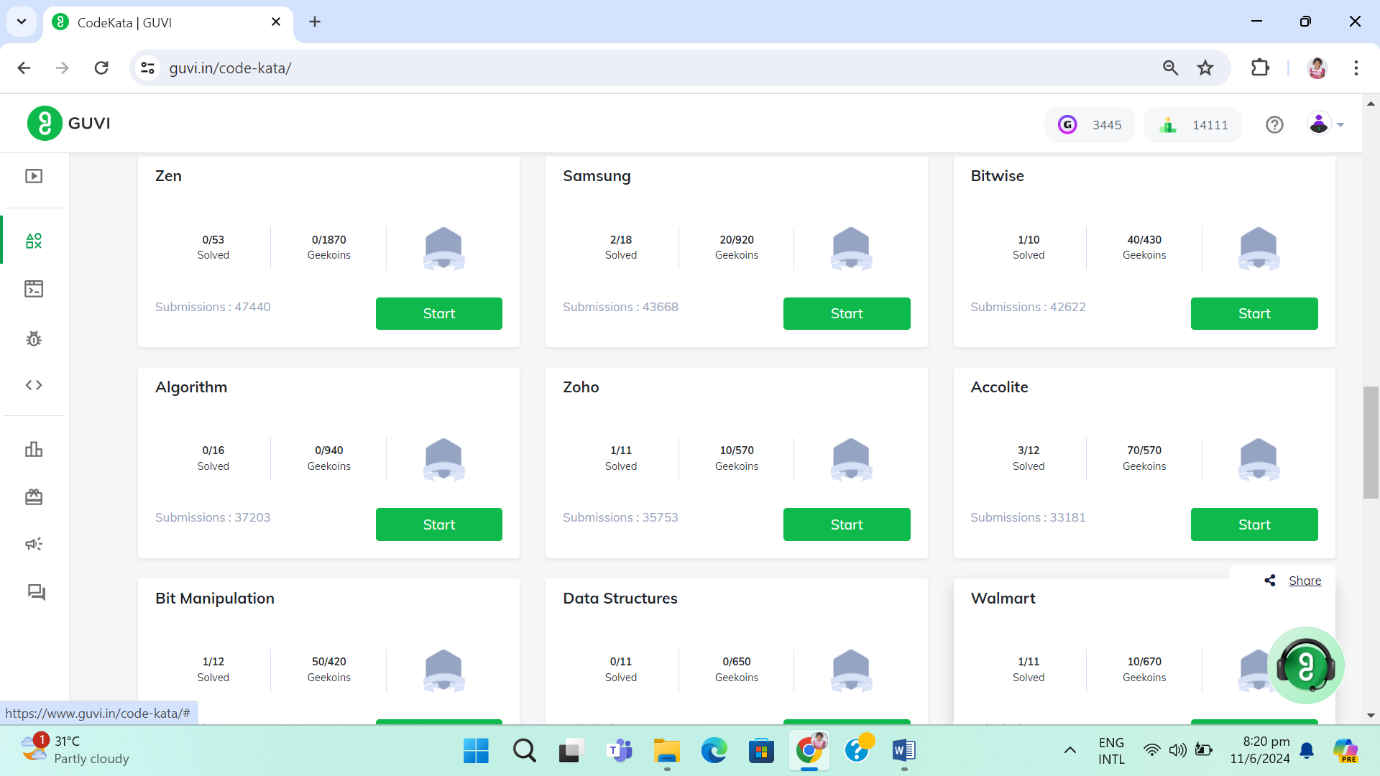 CodeKata | GUVI
guvi.in/code-kata/
GUVI
3445
14111
Zen
0/53
Solved
0/1870
Geekoins
Submissions : 47440
Start
Samsung
2/18
Solved
20/920
Geekoins
Submissions : 43668
Start
Bitwise
1/10
Solved
40/430
Geekoins
Submissions : 42622
Start
Algorithm
0/16
Solved
0/940
Geekoins
Submissions : 37203
Start
Zoho
1/11
Solved
10/570
Geekoins
Submissions : 35753
Start
Accolite
3/12
Solved
70/570
Geekoins
Submissions : 33181
Start
Bit Manipulation
1/12
Solved
50/420
Geekoins
Data Structures
0/11
Solved
0/650
Geekoins
Share
Walmart
1/11
Solved
10/670
Geekoins
https://www.guvi.in/code-kata/#
1
31°C
Partly cloudy
ENG
INTL
8:20 pm
11/6/2024
PRE